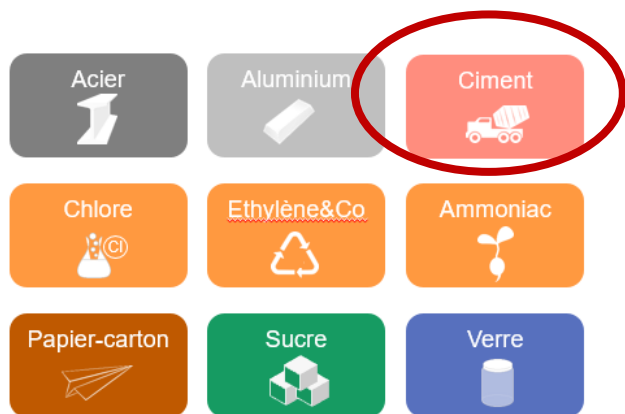 Acier
Aluminium
Ciment
Chlore
Cl
Ethylène&Co
Ammoniac
Papier-carton
Sucre
Verre